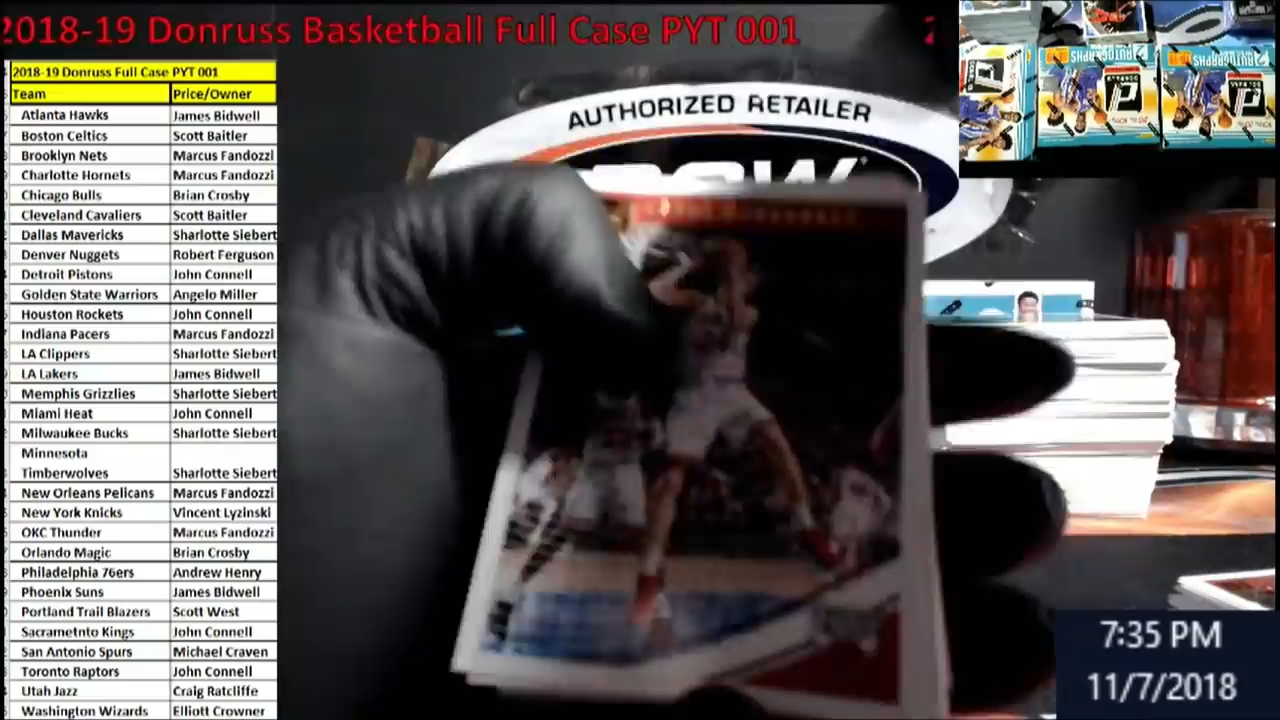 2018-19 Donruss Basketball Full Case PYT 001
2018-19 Donruss Full Case PYT 001
Team Price/Owner
Atlanta Hawks James Bidwell
Boston Celtics Scott Baitler
Brooklyn Nets Marcus Fandozzi
Charlotte Hornets Marcus Fandozzi
Chicago Bulls Brian Crosby
Cleveland Cavaliers Scott Baitler
Dallas Mavericks Sharlotte Siebert
Denver Nuggets Robert Ferguson
Detroit Pistons John Connell
Golden State Warriors Angelo Miller
Houston Rockets John Connell
Indiana Pacers Marcus Fandozzi
LA Clippers Sharlotte Siebert
LA Lakers James Bidwell
Memphis Grizzlies Sharlotte Siebert
Miami Heat John Connell
Milwaukee Bucks Sharlotte Siebert
Minnesota
Timberwolves Sharlotte Siebert
New Orleans Pelicans Marcus Fandozzi
New York Knicks Vincent Lyzinski
OKC Thunder Marcus Fandozzi
Orlando Magic Brian Crosby
Philadelphia 76ers Andrew Henry
Phoenix Suns James Bidwell
Portland Trail Blazers Scott West
Sacrametnto Kings John Connell
San Antonio Spurs Michael Craven
Toronto Raptors John Connell
Utah Jazz Craig Ratcliffe
Washington Wizards Elliott Crowner
AUTHORIZED RETAILER
AUTOGRAPHS
7:35 PM
11/7/2018